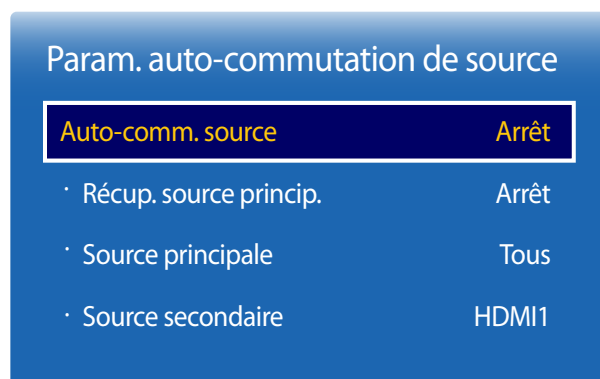 Param. auto-commutation de source
Auto-comm. source Arrêt
· Récup. source princip. Arrêt
· Source principale Tous
· Source secondaire HDMI1